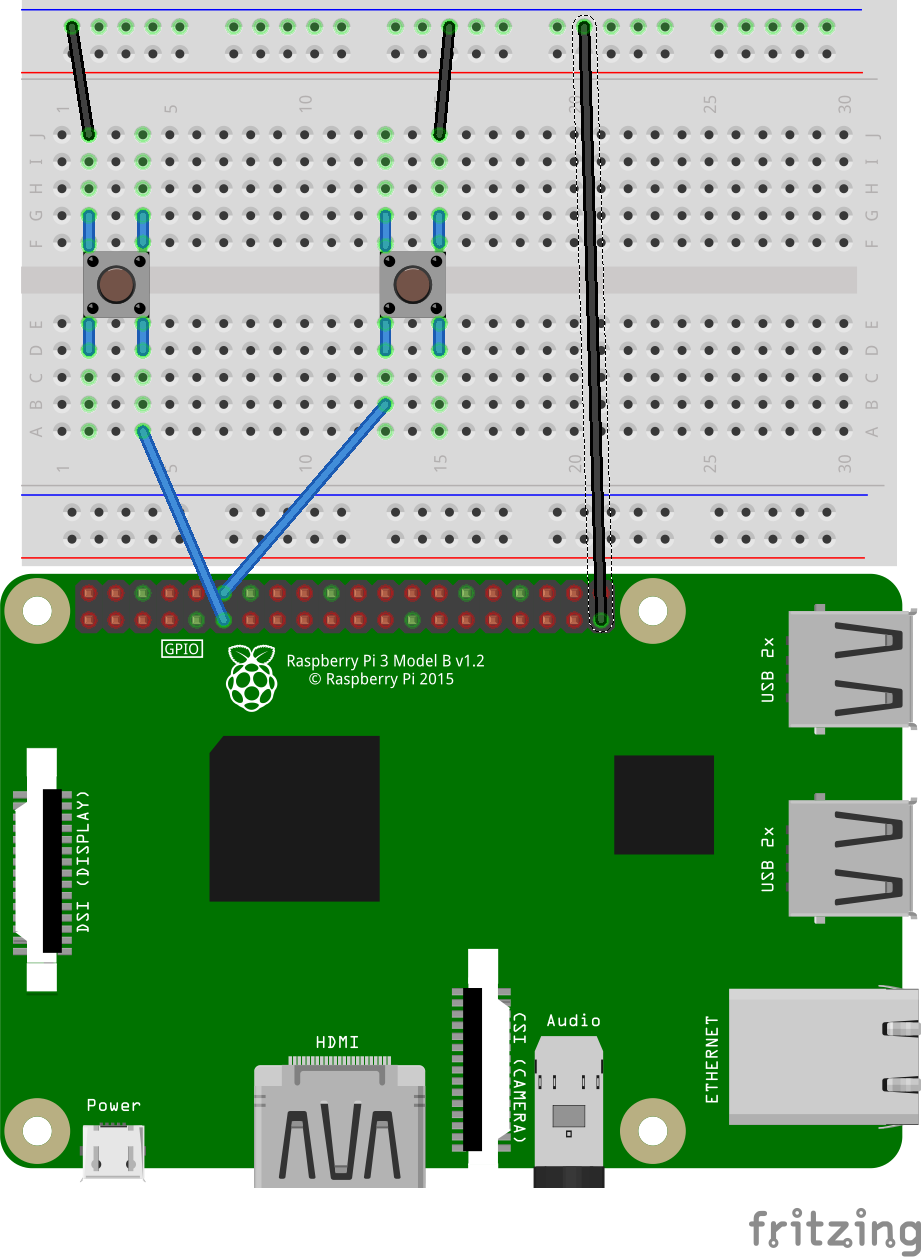 1 5 10 15 20 25 30
J J
I I
H H
G G
F F
E E
D D
C C
B B
A A
1 5 10 15 20 25 30
GPIO
Raspberry Pi 3 Model B v1.2
© Raspberry Pi 2015
USB 2x
DSI (DISPLAY)
USB 2x
CSI (CAMERA)
Audio
ETHERNET
HDMI
Power
fritzing